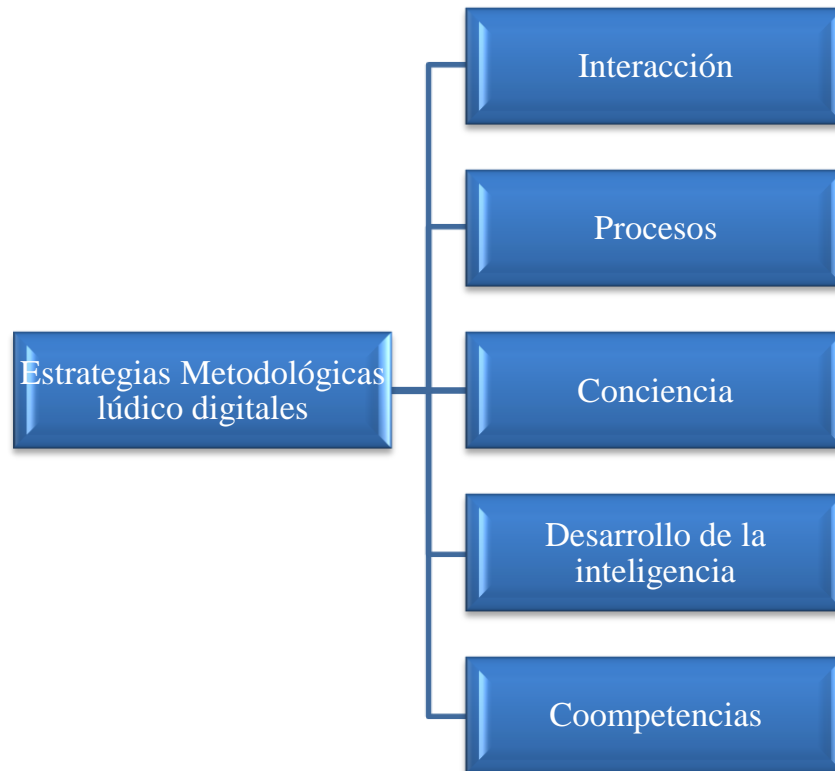 Interacción
Procesos
Estrategias Metodológicas
lúdico digitales
Conciencia
Desarrollo de la
inteligencia
Coompetencias